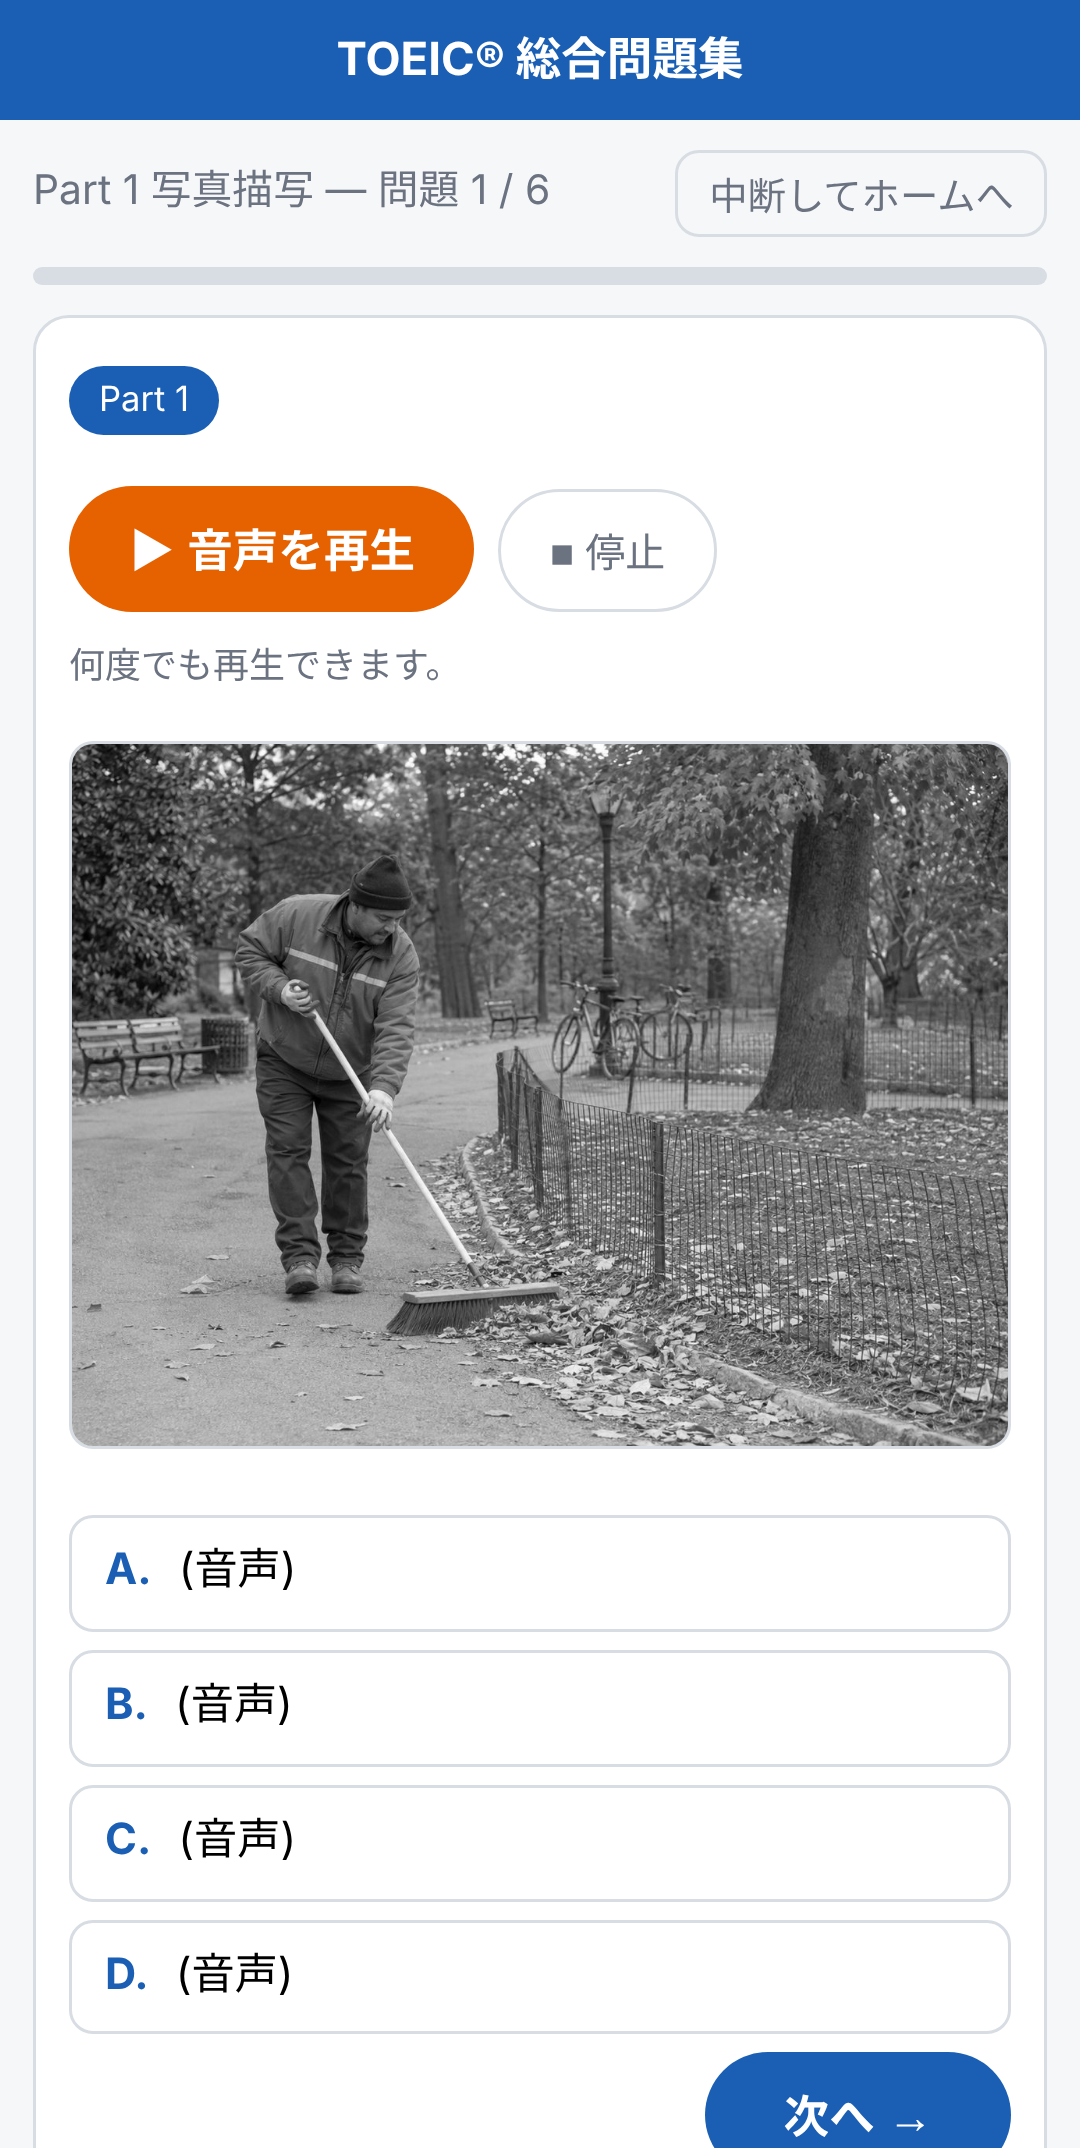 TOEIC® 総合問題集
Part 1 写真描写 — 問題 1 / 6
中断してホームへ
Part 1
▶ 音声を再生
■ 停止
何度でも再生できます。
A. (音声)
B. (音声)
C. (音声)
D. (音声)
次へ →